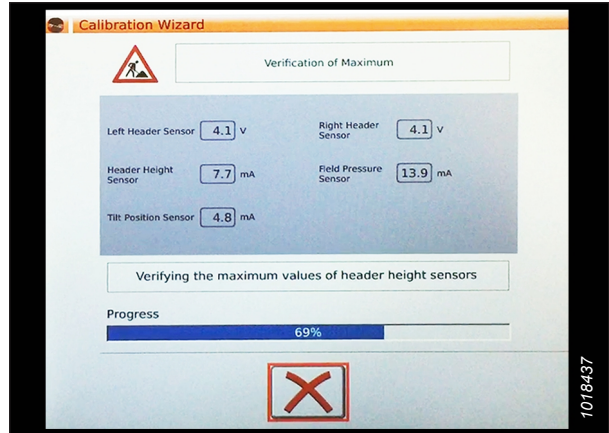 Calibration Wizard
Verification of Maximum
Left Header Sensor 4.1 V
Right Header
Sensor 4.1 V
Header Height
Sensor 7.7 mA
Field Pressure
Sensor 13.9 mA
Tilt Position Sensor 4.8 mA
Verifying the maximum values of header height sensors
Progress
69%
1018437